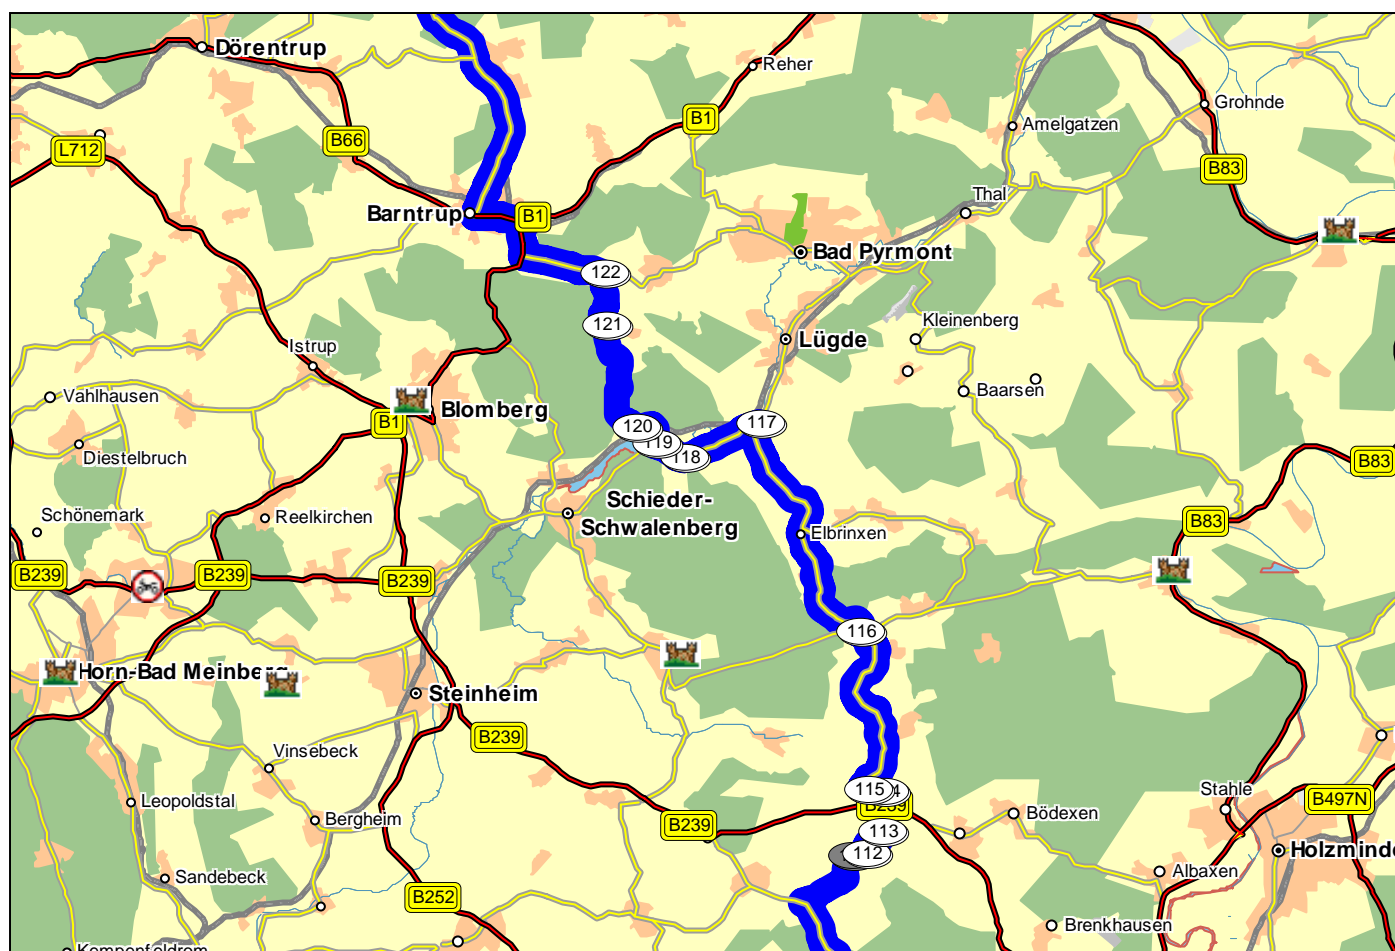 Dörentrup
Reher
Grohnde
B1
Amelgatzen
B66
L712
B83
Thal
Barntrup
B1
Bad Pyrmont
122
Kleinenberg
121
Lügde
Istrup
Baarsen
Vahlhausen
Blomberg
B1
117
120
119
118
Diestelbruch
B83
Schieder-
Schwalenberg
Schönemark
Reelkirchen
B83
Elbrinxen
B239
B239
B239
116
Horn-Bad Meinberg
Steinheim
B239
Vinsebeck
Stahle
115
B239
B497N
Leopoldstal
Bergheim
B239
Bödexen
113
112
Holzminde
Albaxen
Sandebeck
B252
Brenkhausen